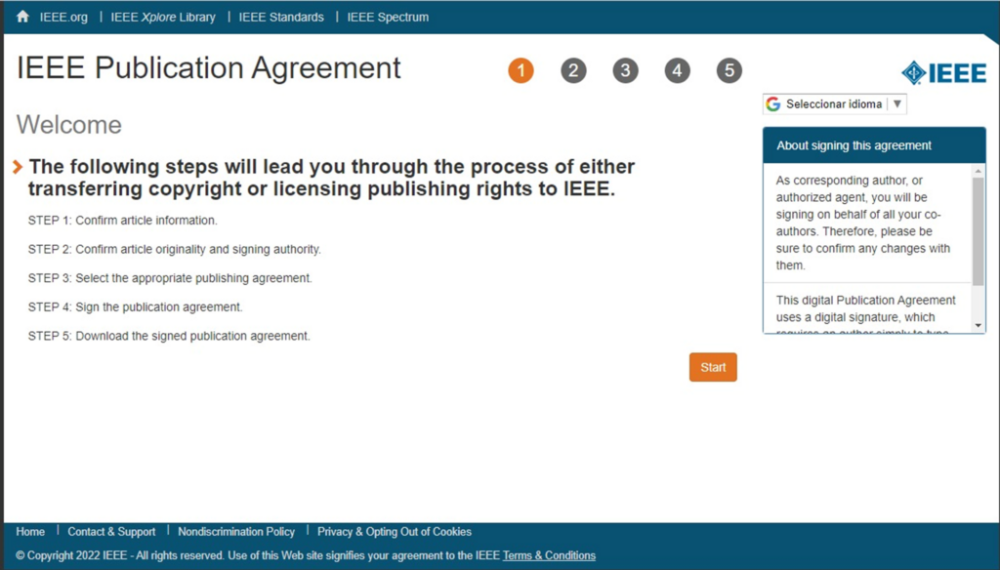 IEEE.org | IEEE Xplore Library | IEEE Standards | IEEE Spectrum
IEEE Publication Agreement
1 2 3 4 5
IEEE
Seleccionar idioma
Welcome
The following steps will lead you through the process of either
transferring copyright or licensing publishing rights to IEEE.
STEP 1: Confirm article information.
STEP 2: Confirm article originality and signing authority.
STEP 3: Select the appropriate publishing agreement.
STEP 4: Sign the publication agreement.
STEP 5: Download the signed publication agreement.
Start
About signing this agreement
As corresponding author, or
authorized agent, you will be
signing on behalf of all your co-
authors. Therefore, please be
sure to confirm any changes with
them.
This digital Publication Agreement
uses a digital signature, which
requires an author simply to type
Home | Contact & Support | Nondiscrimination Policy | Privacy & Opting Out of Cookies
© Copyright 2022 IEEE - All rights reserved. Use of this Web site signifies your agreement to the IEEE Terms & Conditions